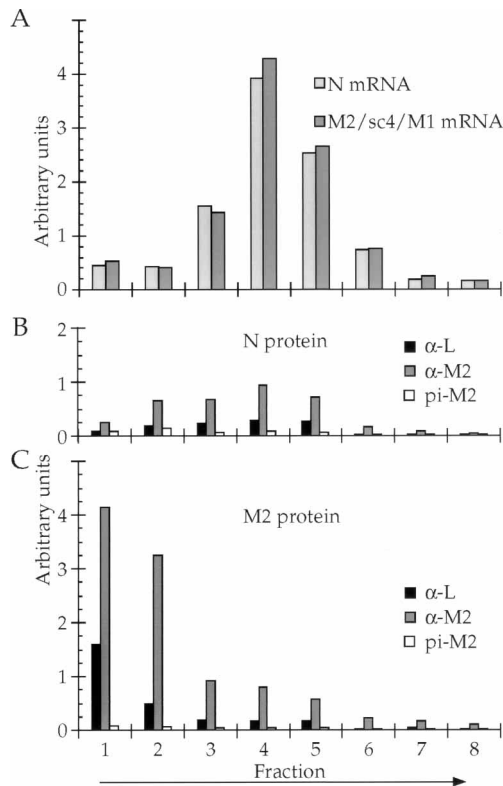 A
Arbitrary units
4
3
2
1
0
N mRNA
M2/sc4/M1 mRNA
B
2
1
0
N protein
α-L
α-M2
pi-M2
C
Arbitrary units
4
3
2
1
0
M2 protein
α-L
α-M2
pi-M2
1 2 3 4 5 6 7 8
Fraction